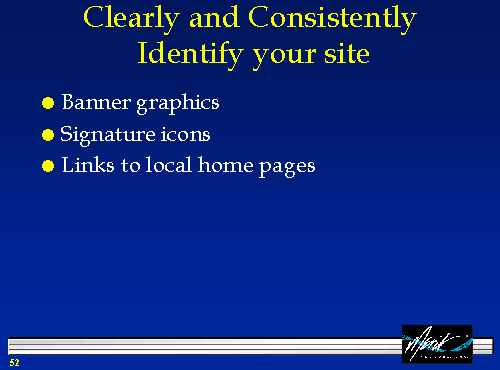 Clearly and Consistently
Identify your site
Banner graphics
Signature icons
Links to local home pages
52